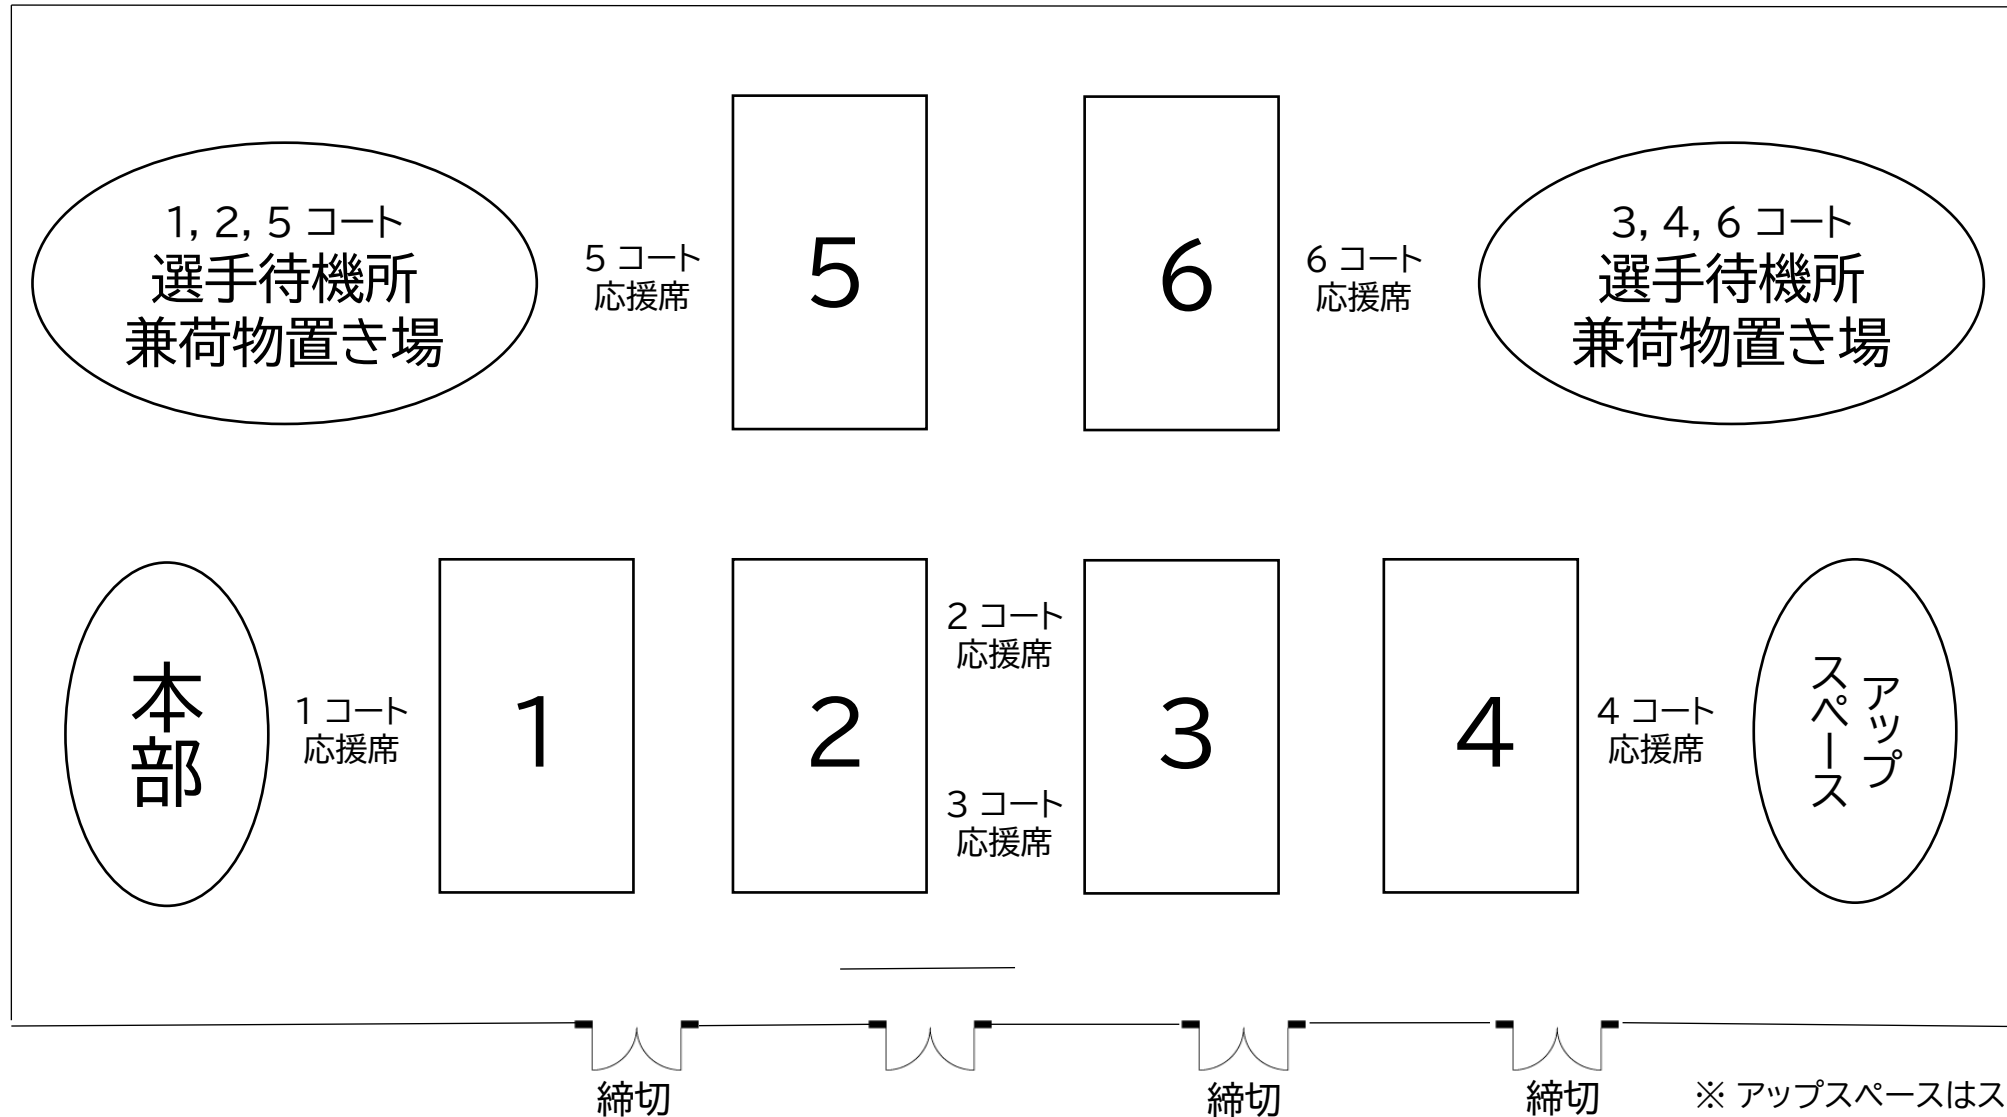 1, 2, 5 コート
選手待機所
兼荷物置き場
5 コート
応援席
5
6
6 コート
応援席
3, 4, 6 コート
選手待機所
兼荷物置き場
本部
1 コート
応援席
1
2
2 コート
応援席
3 コート
応援席
3
4
4 コート
応援席
アップ
スペース
締切
締切
締切
※ アップスペースはス